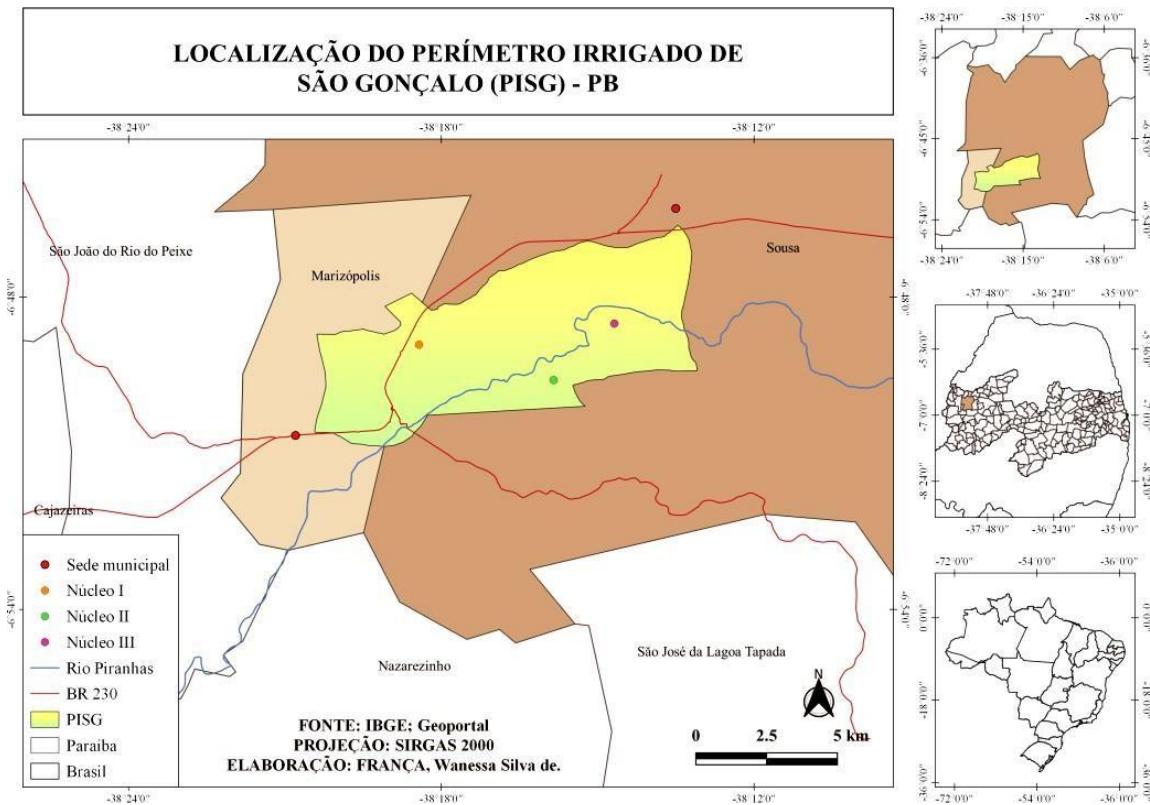 LOCALIZAÇÃO DO PERÍMETRO IRRIGADO DE
SÃO GONÇALO (PISG) - PB
-38°24'0"
-38°18'0"
-38°12'0"
-6°48'0"
-6°54'0"
São João do Rio do Peixe
Marizópolis
Sousa
Cajazeiras
Nazarezinho
São José da Lagoa Tapada
-6°48'0"
-6°54'0"
-38°24'0"
-38°18'0"
-38°12'0"
Sede municipal
Núcleo I
Núcleo II
Núcleo III
Rio Piranhas
BR 230
PISG
Paraiba
Brasil
FONTE: IBGE; Geoportal
PROJEÇÃO: SIRGAS 2000
ELABORAÇÃO: FRANÇA, Wanessa Silva de.
N
0 2.5 5 km
-38°24'0" -38°15'0" -38°6'0"
-6°36'0"
-6°45'0"
-6°54'0"
-6°36'0"
-6°45'0"
-6°54'0"
-38°24'0" -38°15'0" -38°6'0"
-37°48'0" -36°24'0" -35°0'0"
-5°36'0"
-7°0'0"
-8°24'0"
-5°36'0"
-7°0'0"
-8°24'0"
-37°48'0" -36°24'0" -35°0'0"
-72°0'0" -54°0'0" -36°0'0"
0°0'0"
-18°0'0"
-36°0'0"
0°0'0"
-18°0'0"
-36°0'0"
-72°0'0" -54°0'0" -36°0'0"